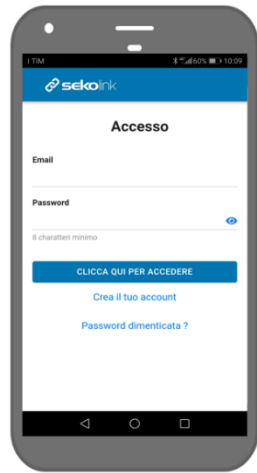 I TIM 60% 10:09
sekolink
Accesso
Email
Password
8 charatteri minimo
CLICCA QUI PER ACCEDERE
Crea il tuo account
Password dimenticata ?